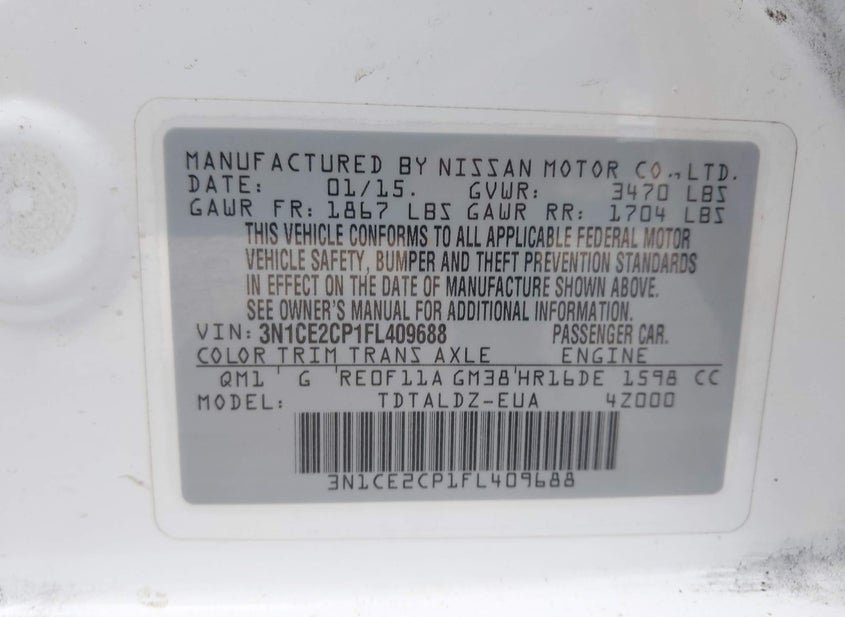 MANUFACTURED BY NISSAN MOTOR CO., LTD.
DATE: 01/15. GVWR: 3470 LBS
GAWR FR: 1867 LBS GAWR RR: 1704 LBS
THIS VEHICLE CONFORMS TO ALL APPLICABLE FEDERAL MOTOR
VEHICLE SAFETY, BUMPER AND THEFT PREVENTION STANDARDS
IN EFFECT ON THE DATE OF MANUFACTURE SHOWN ABOVE.
SEE OWNER'S MANUAL FOR ADDITIONAL INFORMATION.
VIN: 3N1CE2CP1FL409688 PASSENGER CAR.
COLOR TRIM TRANS AXLE ENGINE
QM1 G RE0F11A GM38 HR16DE 1598 CC
MODEL: TDTALDZ-EUA 4Z000
3N1CE2CP1FL409688